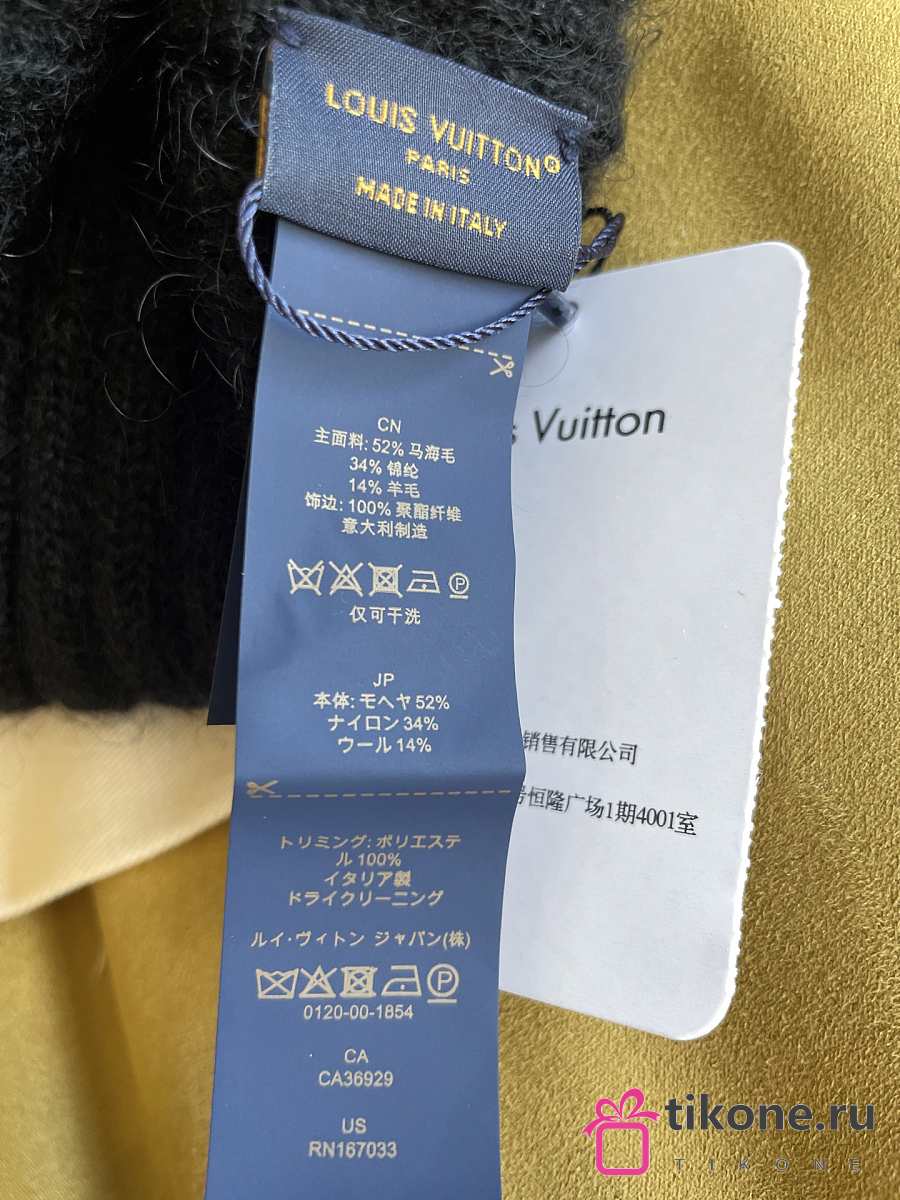 LOUIS VUITTON®
PARIS
MADE IN ITALY
CN
主面料: 52% 马海毛
34% 锦纶
14% 羊毛
饰边: 100% 聚酯纤维
意大利制造
P
仅可干洗
JP
本体: モヘヤ 52%
ナイロン 34%
ウール 14%
トリミング: ポリエステ
ル 100%
イタリア製
ドライクリーニング
ルイ·ヴィトン ジャパン(株)
P
0120-00-1854
CA
CA36929
US
RN167033
Vuitton
销售有限公司
号恒隆广场1期4001室
tikone.ru
TIKONE